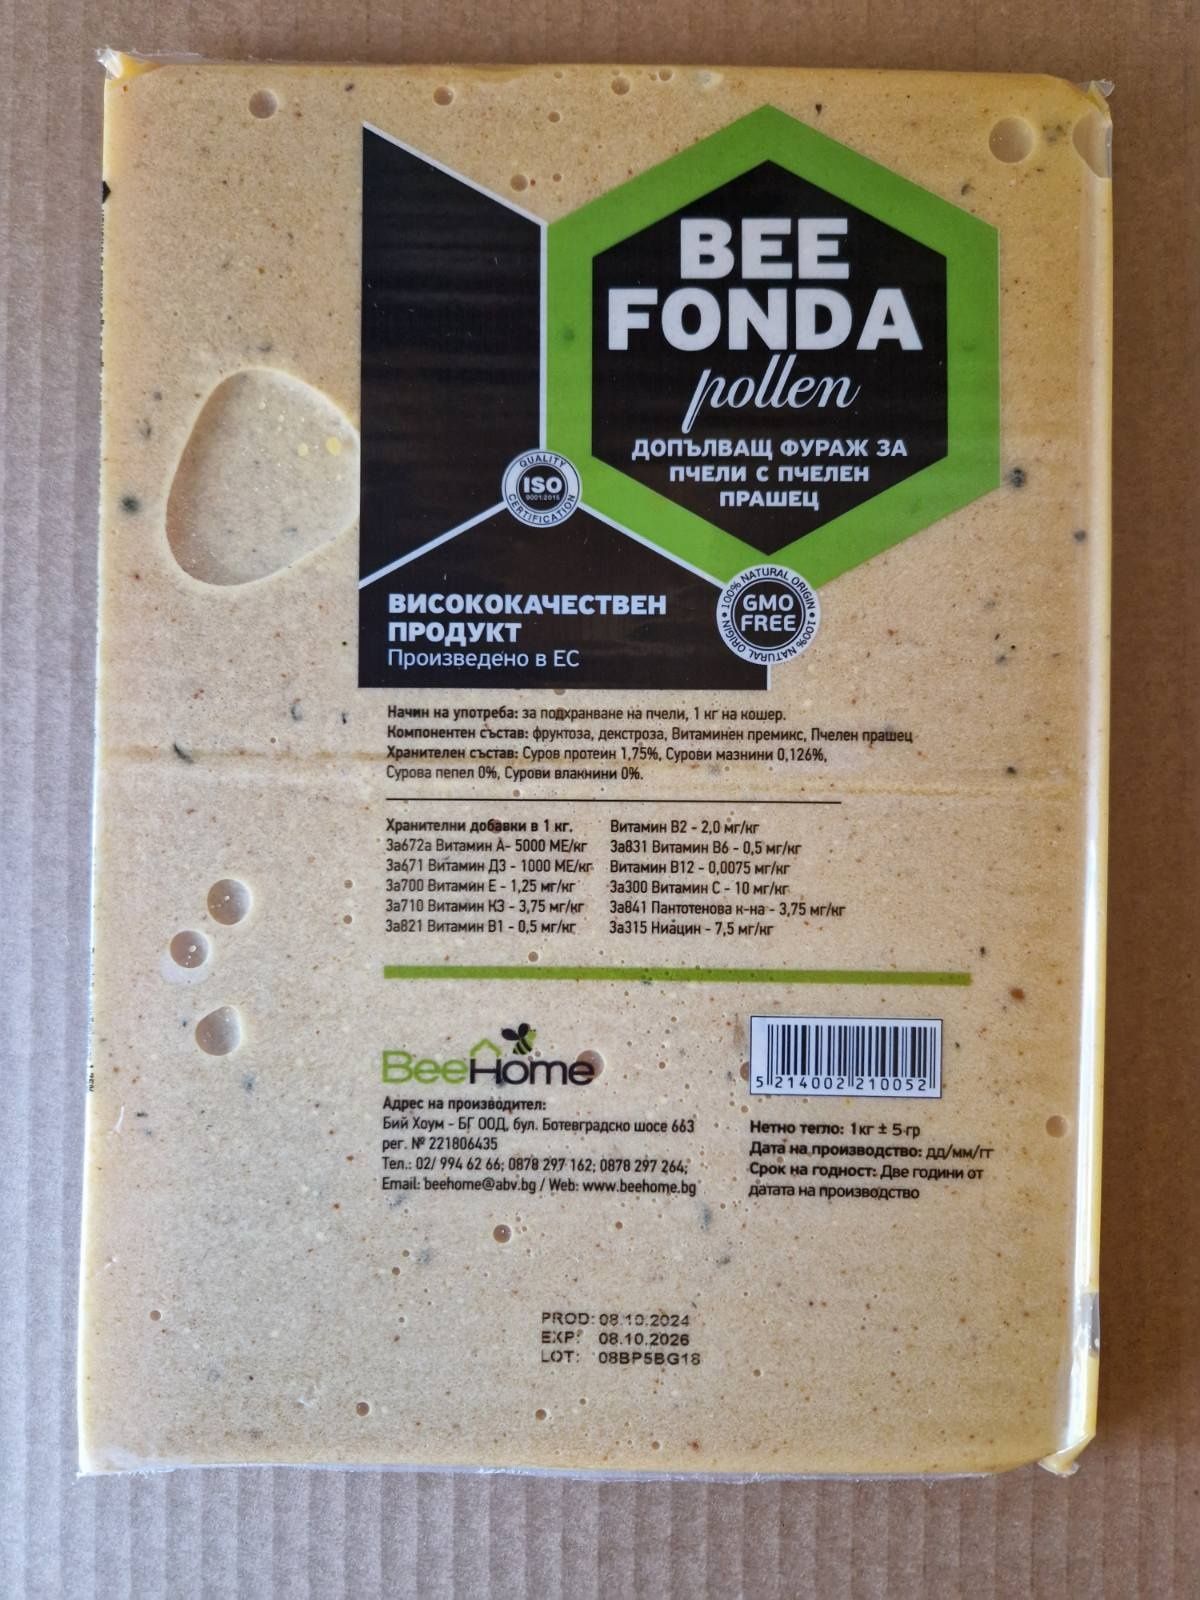 BEE
FONDA
pollen
ДОПЪЛВАЩ ФУРАЖ ЗА
ПЧЕЛИ С ПЧЕЛЕН
ПРАШЕЦ
QUALITY
ISO
9001:2015
CERTIFICATION
100% NATURAL ORIGIN • 100% NATURAL ORIGIN •
GMO
FREE
ВИСОКОКАЧЕСТВЕН
ПРОДУКТ
Произведено в ЕС
Начин на употреба: за подхранване на пчели, 1 кг на кошер.
Компонентен състав: фруктоза, декстроза, Витаминен премикс, Пчелен прашец
Хранителен състав: Суров протеин 1,75%, Сурови мазнини 0,126%,
Сурова пепел 0%, Сурови влакнини 0%.
Хранителни добавки в 1 кг.
3а672а Витамин А- 5000 МЕ/кг
3а671 Витамин Д3 - 1000 МЕ/кг
3а700 Витамин Е - 1,25 мг/кг
3а710 Витамин К3 - 3,75 мг/кг
3а821 Витамин В1 - 0,5 мг/кг
Витамин В2 - 2,0 мг/кг
3а831 Витамин В6 - 0,5 мг/кг
Витамин В12 - 0,0075 мг/кг
3а300 Витамин С - 10 мг/кг
3а841 Пантотенова к-на - 3,75 мг/кг
3а315 Ниацин - 7,5 мг/кг
BeeHome
Адрес на производител:
Бий Хоум - БГ ООД, бул. Ботевградско шосе 663
рег. № 221806435
Тел.: 02/ 994 62 66; 0878 297 162; 0878 297 264;
Email: beehome@abv.bg / Web: www.beehome.bg
5 214002 210052
Нетно тегло: 1кг ± 5 гр
Дата на производство: дд/мм/гг
Срок на годност: Две години от
датата на производство
PROD: 08.10.2024
EXP: 08.10.2026
LOT: 08BP5BG18